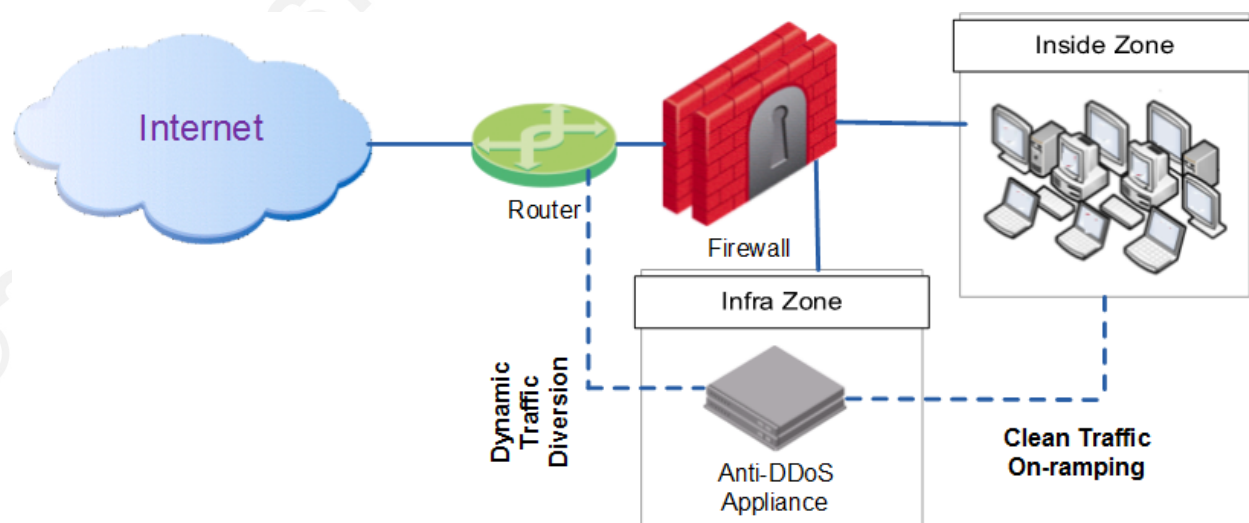 Internet
Router
Firewall
Inside Zone
Infra Zone
Dynamic
Traffic
Diversion
Anti-DDoS
Appliance
Clean Traffic
On-ramping